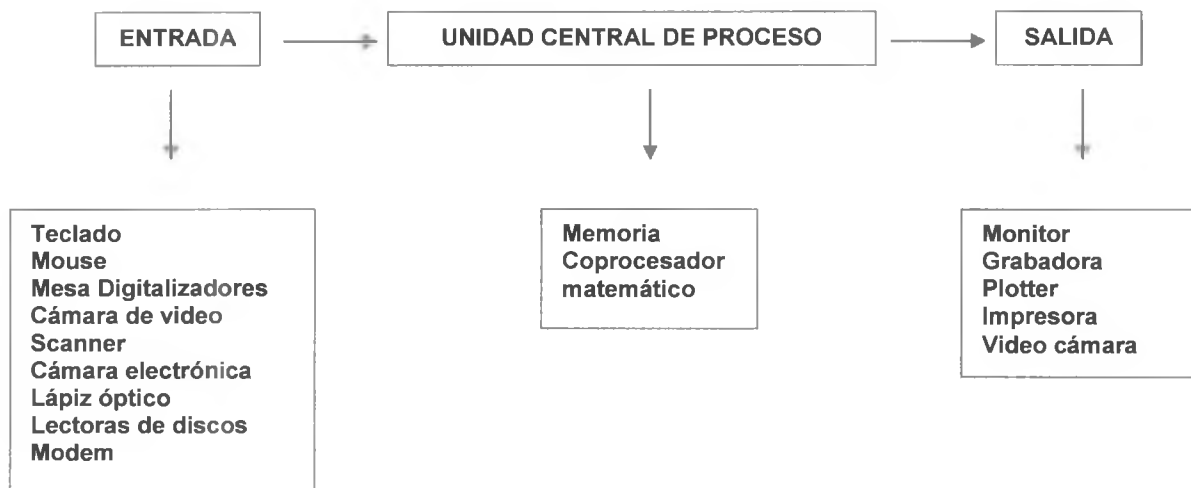 ENTRADA
UNIDAD CENTRAL DE PROCESO
SALIDA
Teclado
Mouse
Mesa Digitalizadores
Cámara de video
Scanner
Cámara electrónica
Lápiz óptico
Lectoras de discos
Modem
Memoria
Coprocesador
matemático
Monitor
Grabadora
Plotter
Impresora
Video cámara